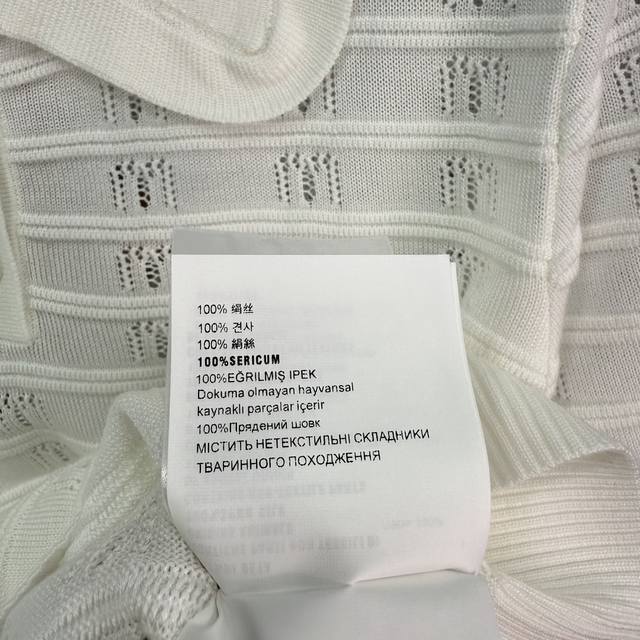 100% 绢丝
100% 견사
100% 絹絲
100%SERICUM
100%EĞRILMIŞ IPEK
Dokuma olmayan hayvansal
kaynaklı parçalar içerir
100%Прядений шовк
МІСТИТЬ НЕТЕКСТИЛЬНІ СКЛАДНИКИ
ТВАРИННОГО ПОХОДЖЕННЯ